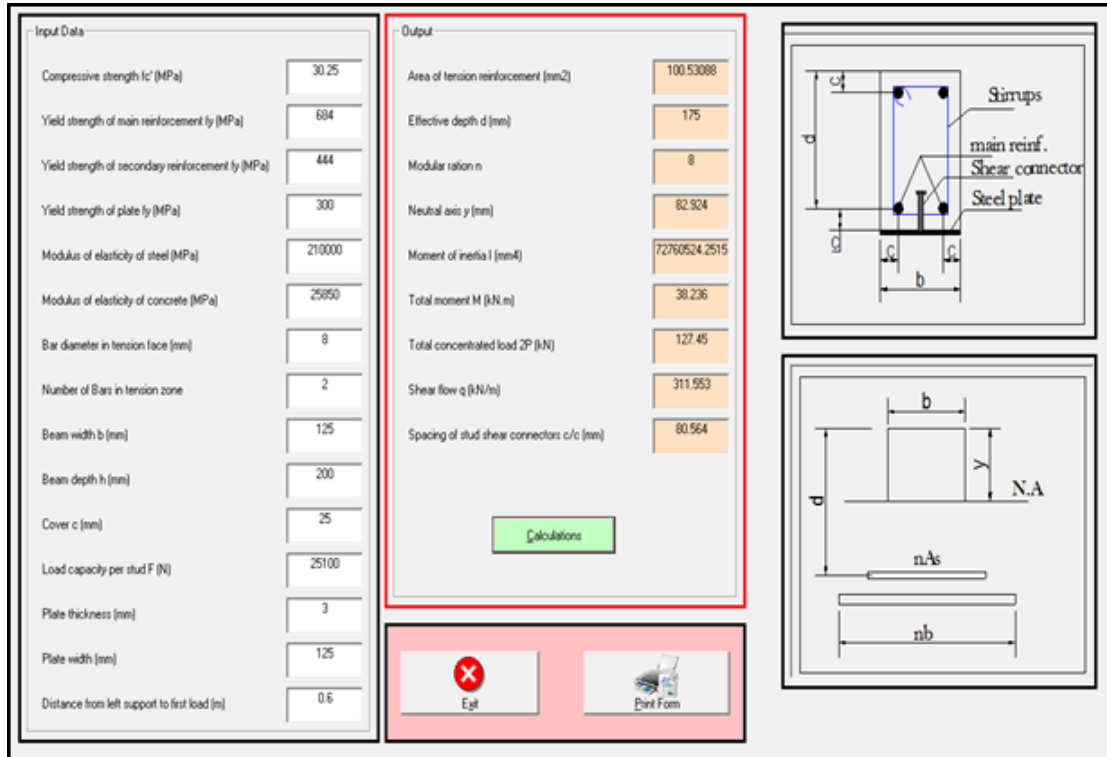 Input Data
Compressive strength fc' (MPa) 30.25
Yield strength of main reinforcement fy (MPa) 684
Yield strength of secondary reinforcement fy (MPa) 444
Yield strength of plate fy (MPa) 300
Modulus of elasticity of steel (MPa) 210000
Modulus of elasticity of concrete (MPa) 25850
Bar diameter in tension face (mm) 8
Number of Bars in tension zone 2
Beam width b (mm) 125
Beam depth h (mm) 200
Cover c (mm) 25
Load capacity per stud F (N) 25100
Plate thickness (mm) 3
Plate width (mm) 125
Distance from left support to first load (m) 0.6
Output
Area of tension reinforcement (mm2) 100.53088
Effective depth d (mm) 175
Modular ration n 8
Neutral axis y (mm) 82.924
Moment of inertia I (mm4) 72760524.2515
Total moment M (kN.m) 38.236
Total concentrated load 2P (kN) 127.45
Shear flow q (kN/m) 311.553
Spacing of stud shear connectors c/c (mm) 80.564
Calculations
Exit
Print Form
c
d
Stirrups
main reinf.
Shear connector
Steel plate
c
c
c
b
b
d
y
N.A
nAs
nb